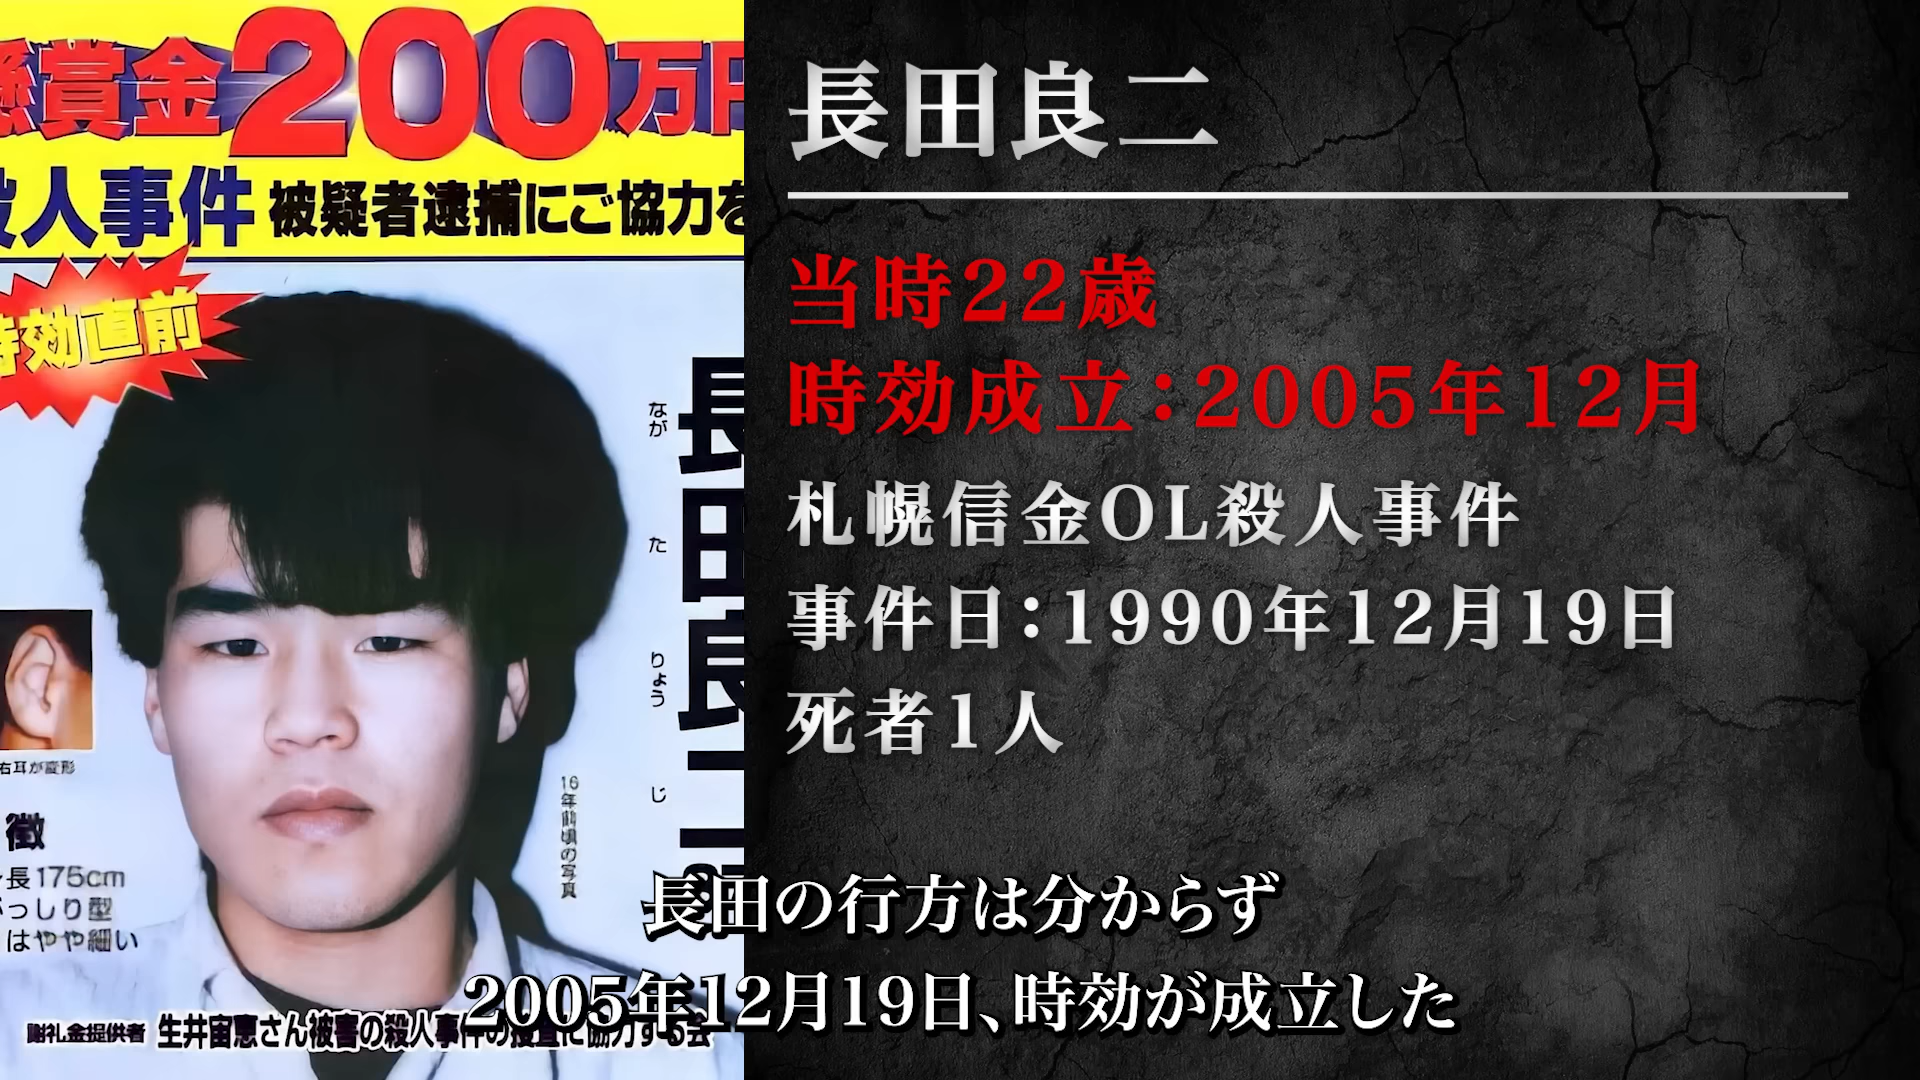 懸賞金200万円
殺人事件 被疑者逮捕にご協力を
時効直前
長田良二
なが た りょう じ
16年前頃の写真
右耳が変形
徴
長175cm
っしり型
はやや細い
謝礼金提供者 生井宙恵さん被害の殺人事件の捜査に協力する会
長田良二
当時22歳
時効成立：2005年12月
札幌信金OL殺人事件
事件日：1990年12月19日
死者1人
長田の行方は分からず
2005年12月19日、時効が成立した